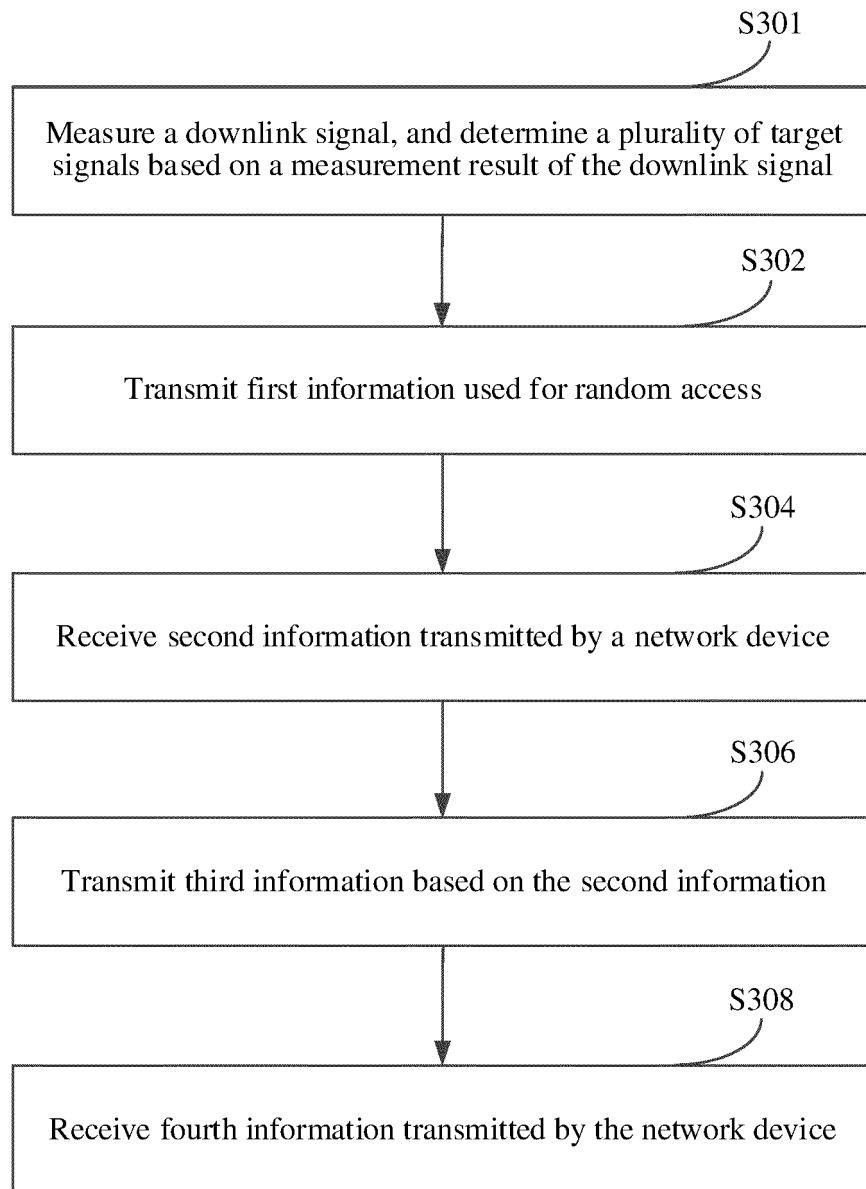 S301
Measure a downlink signal, and determine a plurality of target
signals based on a measurement result of the downlink signal
S302
Transmit first information used for random access
S304
Receive second information transmitted by a network device
S306
Transmit third information based on the second information
S308
Receive fourth information transmitted by the network device